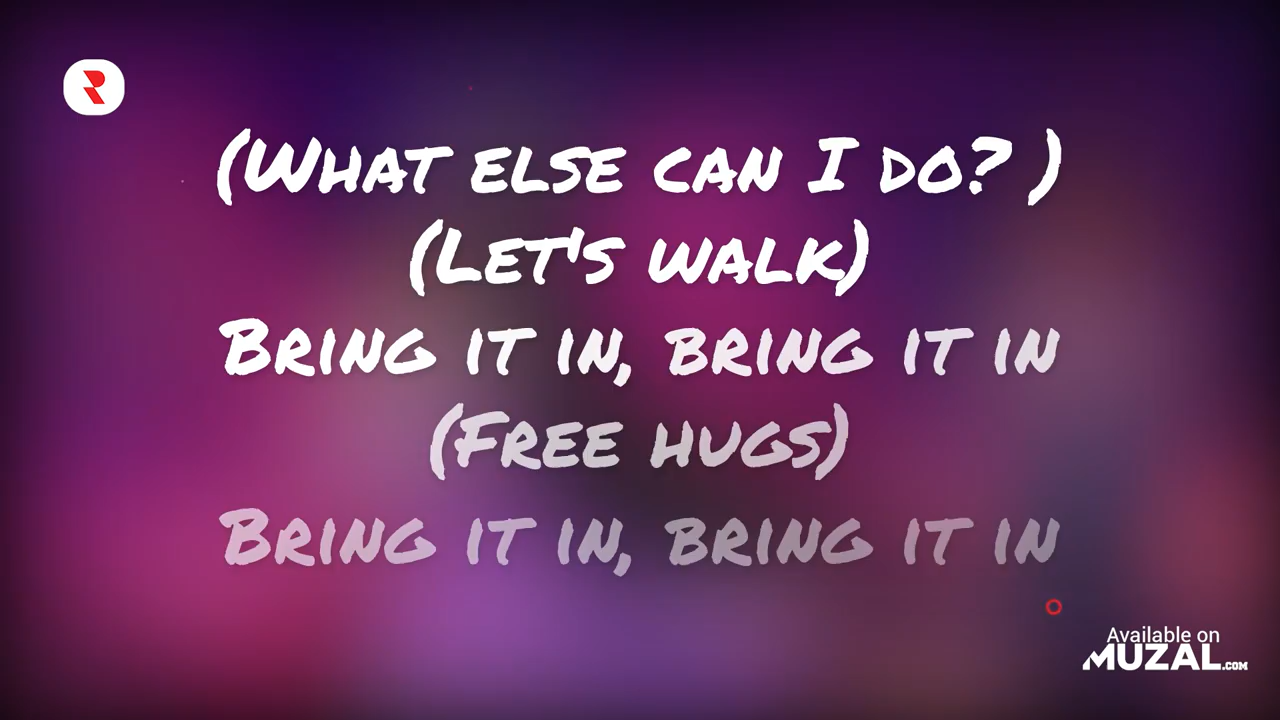 (What else can I do? )
(Let's walk)
Bring it in, bring it in
(Free hugs)
Bring it in, bring it in
Available on
MUZAL.COM